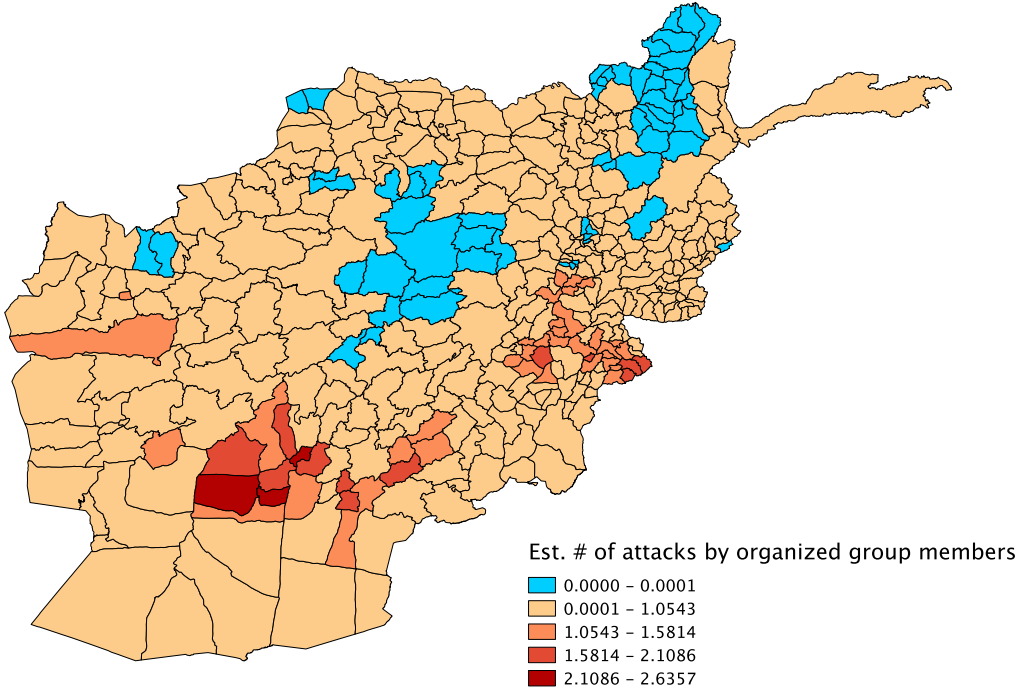 Est. # of attacks by organized group members
0.0000 – 0.0001
0.0001 – 1.0543
1.0543 – 1.5814
1.5814 – 2.1086
2.1086 – 2.6357